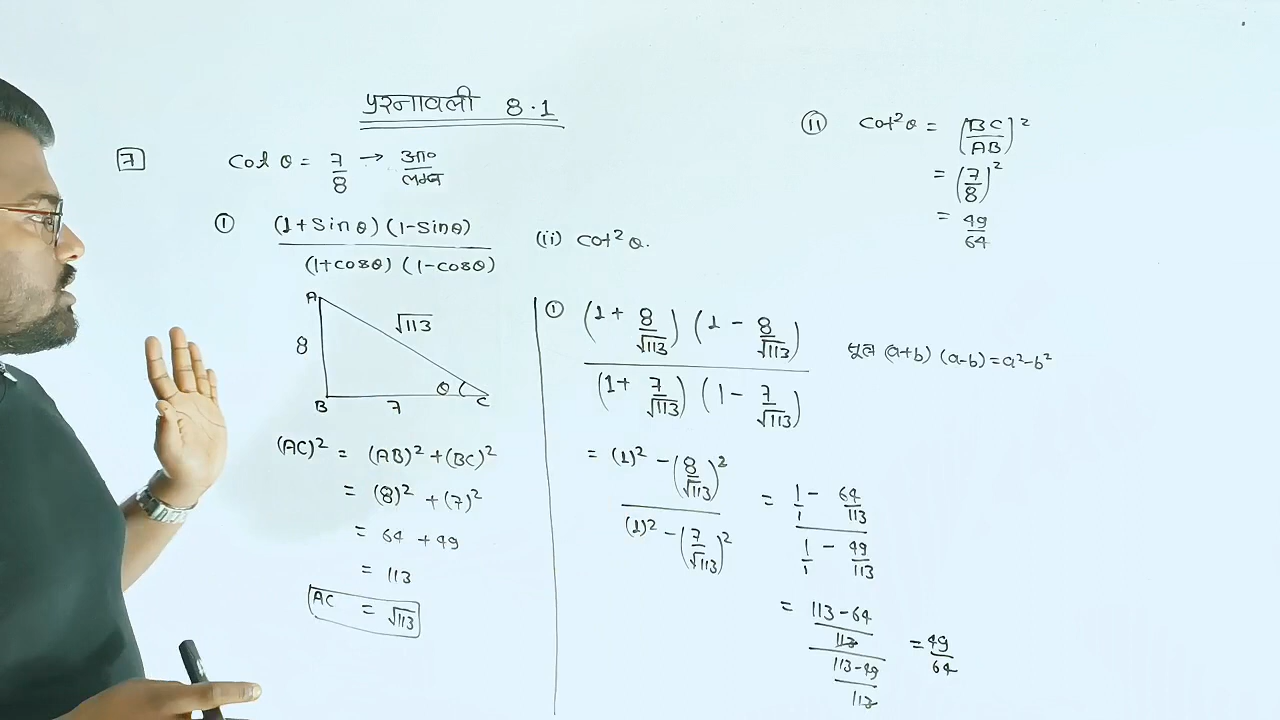 प्रश्नावली 8.1
7 cot θ = 7/8 → आ०/लम्ब
① (1+sinθ)(1-sinθ)/(1+cosθ)(1-cosθ) (ii) cot²θ.
A
8 √113
B 7 θ C
(AC)² = (AB)²+(BC)²
= (8)² + (7)²
= 64 + 49
= 113
AC = √113
① (1 + 8/√113) (1 - 8/√113)
(1+ 7/√113) (1 - 7/√113)
सूत्र (a+b)(a-b)=a²-b²
= (1)² - (8/√113)²
(1)² - (7/√113)²
= 1/1 - 64/113
1/1 - 49/113
= 113-64/113
113-49/113
= 49/64
ii cot²θ = (BC/AB)²
= (7/8)²
= 49/64